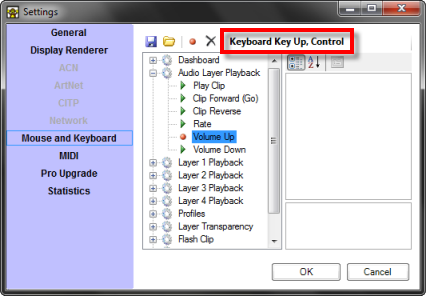 Settings
General
Display Renderer
ACN
ArtNet
CITP
Network
Mouse and Keyboard
MIDI
Pro Upgrade
Statistics
Keyboard Key Up, Control
Dashboard
Audio Layer Playback
Play Clip
Clip Forward (Go)
Clip Reverse
Rate
Volume Up
Volume Down
Layer 1 Playback
Layer 2 Playback
Layer 3 Playback
Layer 4 Playback
Profiles
Layer Transparency
Flash Clip
OK
Cancel